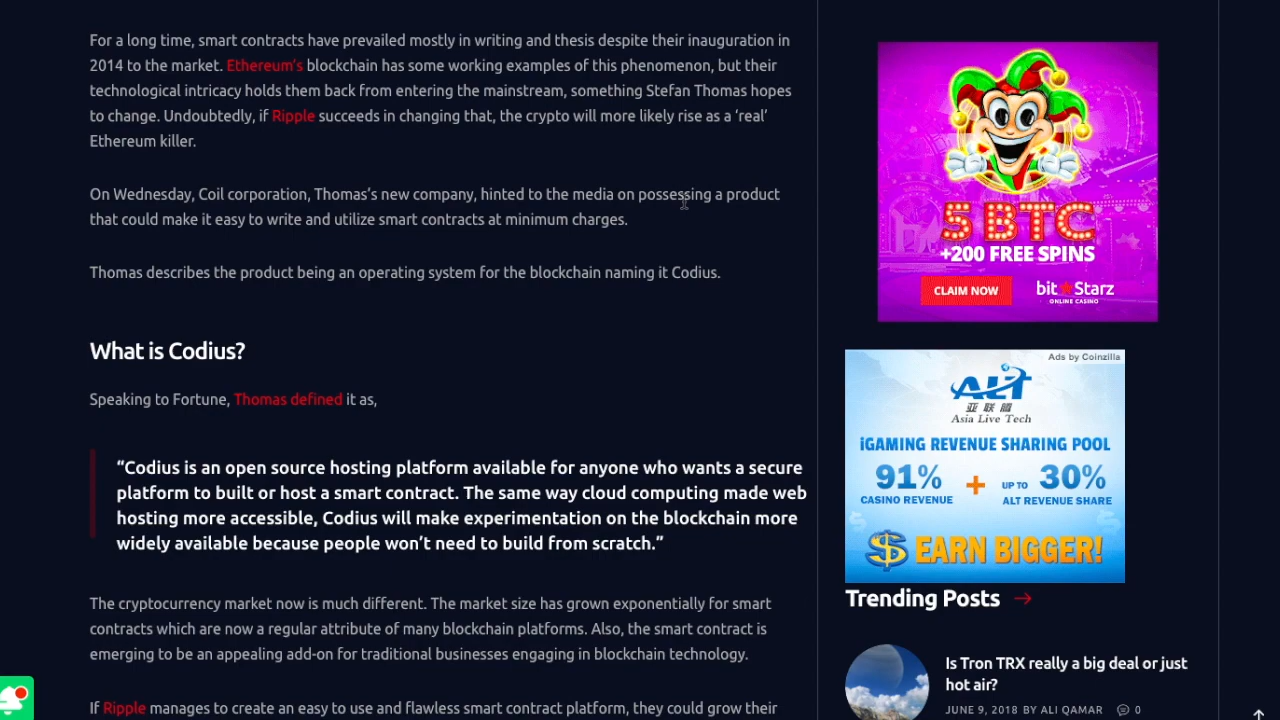 For a long time, smart contracts have prevailed mostly in writing and thesis despite their inauguration in
2014 to the market. Ethereum's blockchain has some working examples of this phenomenon, but their
technological intricacy holds them back from entering the mainstream, something Stefan Thomas hopes
to change. Undoubtedly, if Ripple succeeds in changing that, the crypto will more likely rise as a ‘real’
Ethereum killer.
On Wednesday, Coil corporation, Thomas's new company, hinted to the media on possessing a product
that could make it easy to write and utilize smart contracts at minimum charges.
Thomas describes the product being an operating system for the blockchain naming it Codius.
What is Codius?
Speaking to Fortune, Thomas defined it as,
“Codius is an open source hosting platform available for anyone who wants a secure
platform to built or host a smart contract. The same way cloud computing made web
hosting more accessible, Codius will make experimentation on the blockchain more
widely available because people won’t need to build from scratch.”
The cryptocurrency market now is much different. The market size has grown exponentially for smart
contracts which are now a regular attribute of many blockchain platforms. Also, the smart contract is
emerging to be an appealing add-on for traditional businesses engaging in blockchain technology.
If Ripple manages to create an easy to use and flawless smart contract platform, they could grow their
5 BTC
+200 FREE SPINS
CLAIM NOW
bit Starz
ONLINE CASINO
Ads by Coinzilla
ALT
亚联盟
Asia Live Tech
iGAMING REVENUE SHARING POOL
91% + UP TO 30%
CASINO REVENUE ALT REVENUE SHARE
$ EARN BIGGER!
Trending Posts →
Is Tron TRX really a big deal or just
hot air?
JUNE 9, 2018 BY ALI QAMAR 0